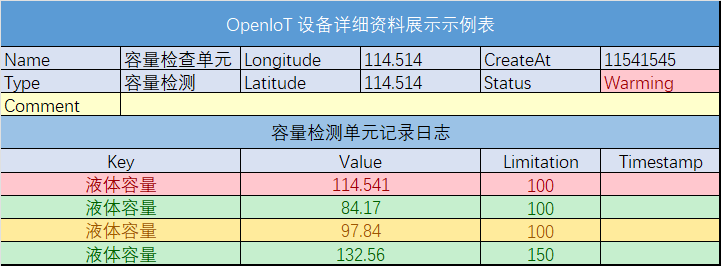 OpenIoT 设备详细资料展示示例表
Name 容量检查单元 Longitude 114.514 CreateAt 11541545
Type 容量检测 Latitude 114.514 Status Warming
Comment
容量检测单元记录日志
Key Value Limitation Timestamp
液体容量 114.541 100
液体容量 84.17 100
液体容量 97.84 100
液体容量 132.56 150